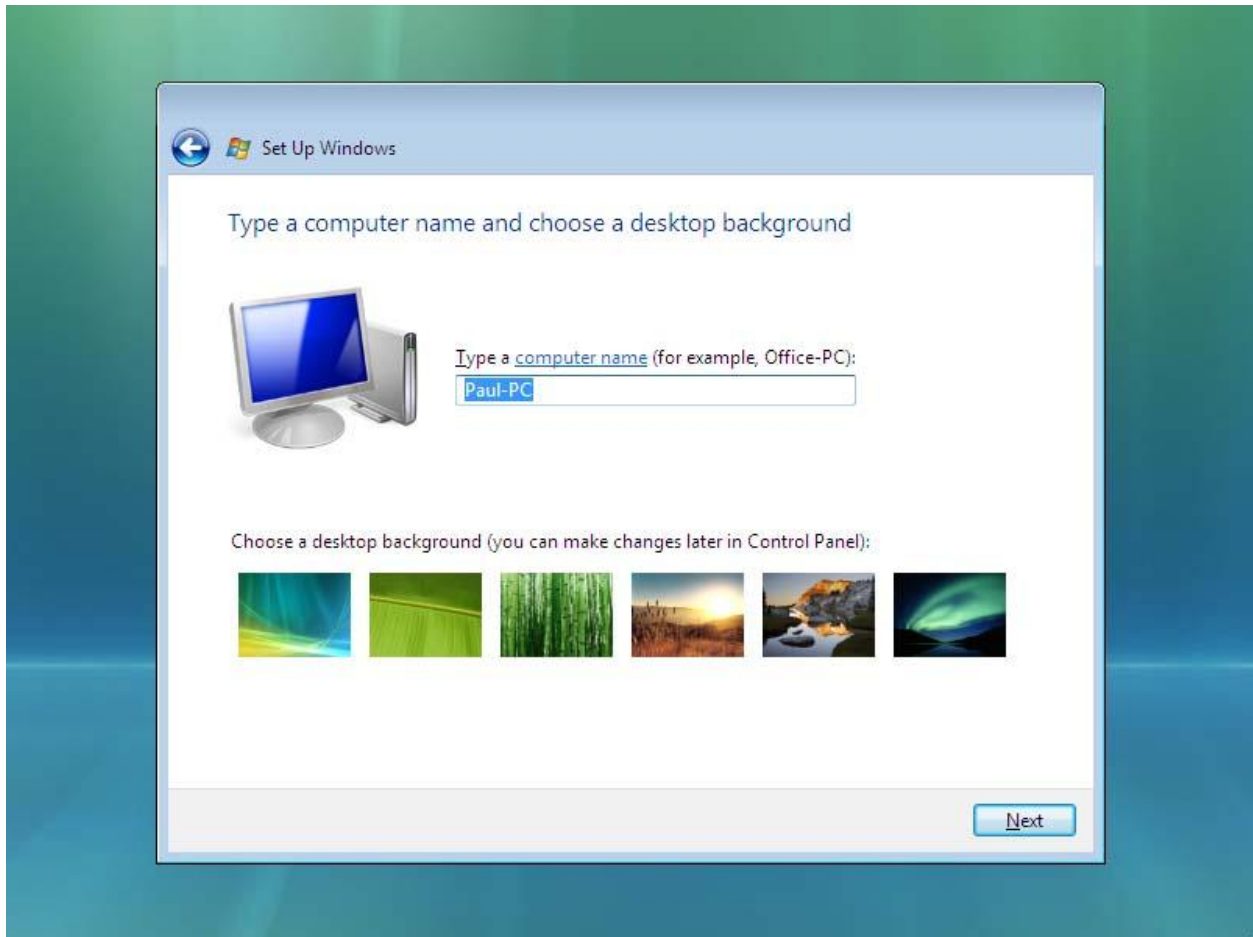 Set Up Windows
Type a computer name and choose a desktop background
Type a computer name (for example, Office-PC):
Paul-PC
Choose a desktop background (you can make changes later in Control Panel):
Next